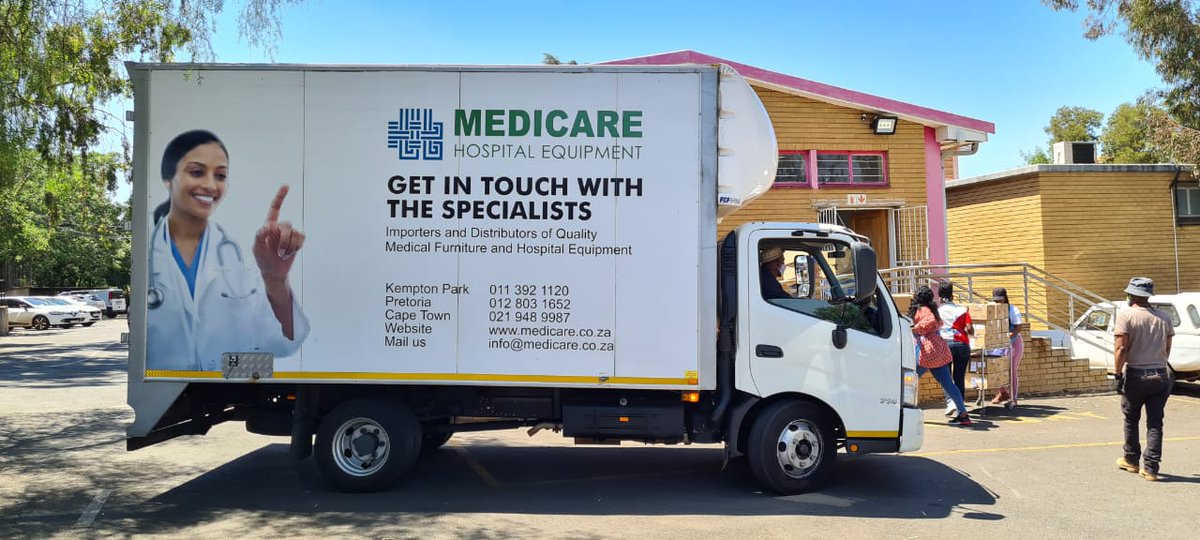 MEDICARE
HOSPITAL EQUIPMENT
GET IN TOUCH WITH
THE SPECIALISTS
Importers and Distributors of Quality
Medical Furniture and Hospital Equipment
Kempton Park 011 392 1120
Pretoria 012 803 1652
Cape Town 021 948 9987
Website www.medicare.co.za
Mail us info@medicare.co.za